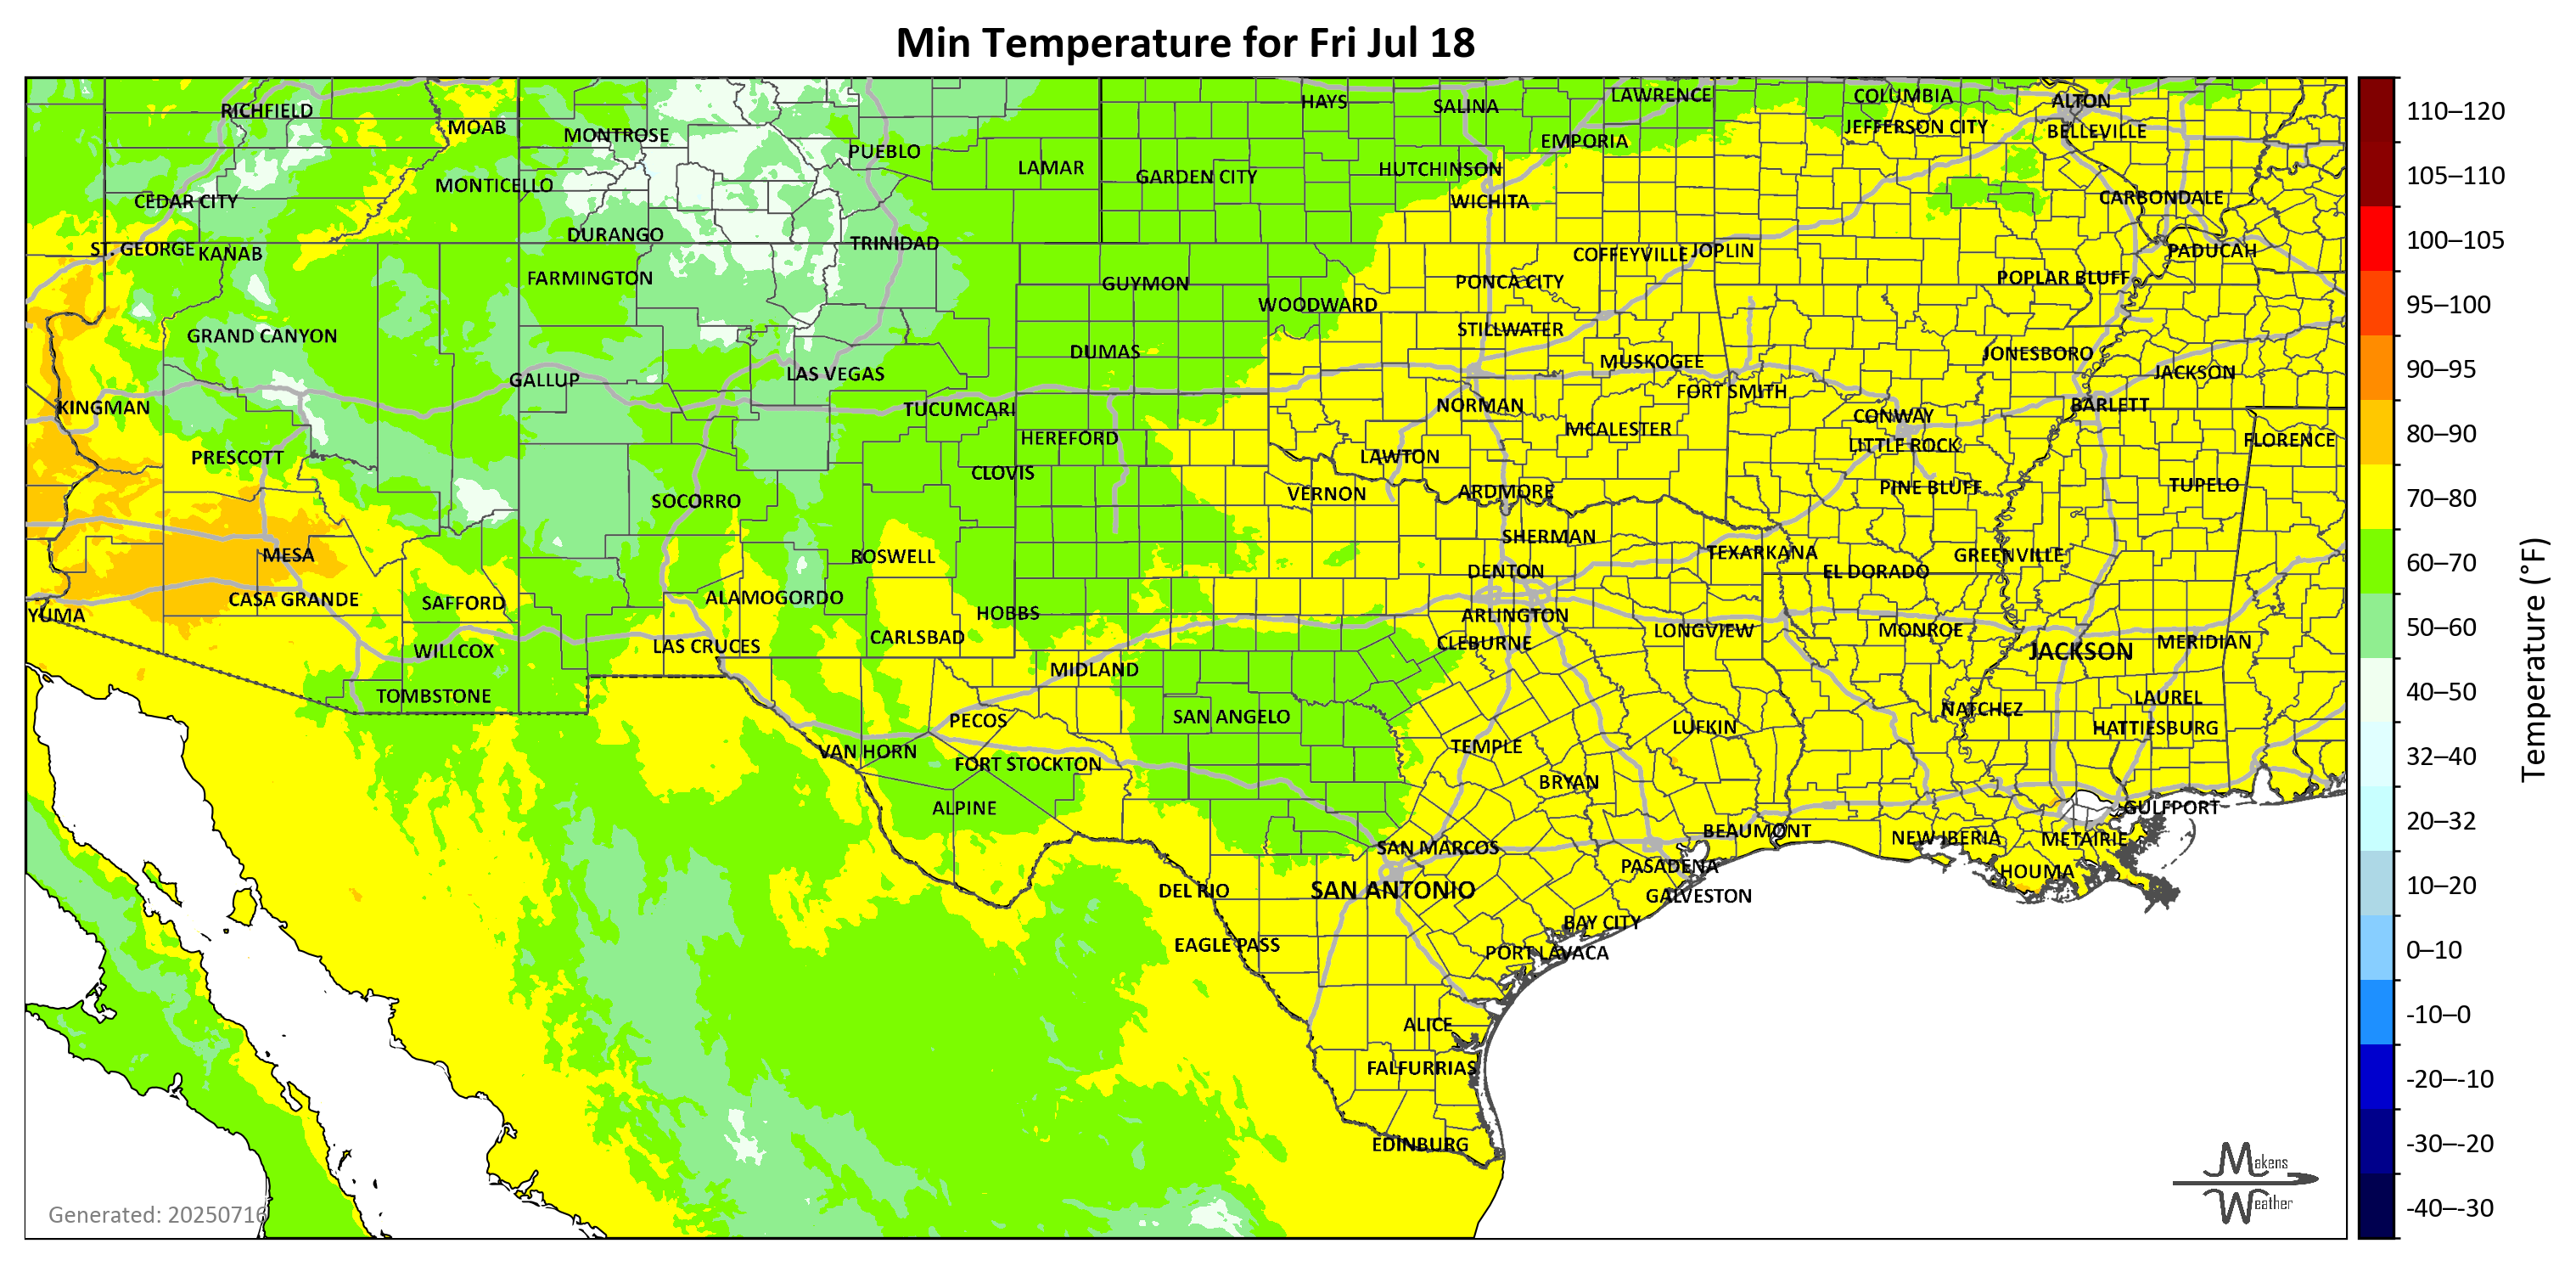 Min Temperature for Fri Jul 18
RICHFIELD
MOAB
MONTROSE
PUEBLO
LAMAR
HAYS
SALINA
LAWRENCE
COLUMBIA
ALTON
JEFFERSON CITY
BELLEVILLE
EMPORIA
GARDEN CITY
HUTCHINSON
MONTICELLO
CEDAR CITY
WICHITA
CARBONDALE
DURANGO
TRINIDAD
ST. GEORGE
KANAB
COFFEYVILLE
JOPLIN
PADUCAH
FARMINGTON
GUYMON
PONCA CITY
POPLAR BLUFF
WOODWARD
GRAND CANYON
STILLWATER
DUMAS
JONESBORO
MUSKOGEE
GALLUP
LAS VEGAS
FORT SMITH
JACKSON
KINGMAN
TUCUMCARI
NORMAN
CONWAY
BARLETT
HEREFORD
MCALESTER
LITTLE ROCK
FLORENCE
PRESCOTT
CLOVIS
LAWTON
SOCORRO
VERNON
ARDMORE
PINE BLUFF
TUPELO
SHERMAN
MESA
ROSWELL
TEXARKANA
GREENVILLE
DENTON
EL DORADO
CASA GRANDE
SAFFORD
ALAMOGORDO
HOBBS
ARLINGTON
YUMA
CARLSBAD
CLEBURNE
LONGVIEW
MONROE
MERIDIAN
WILLCOX
LAS CRUCES
JACKSON
MIDLAND
TOMBSTONE
LAUREL
PECOS
SAN ANGELO
NATCHEZ
LUFKIN
HATTIESBURG
VAN HORN
FORT STOCKTON
TEMPLE
BRYAN
ALPINE
GULFPORT
BEAUMONT
NEW IBERIA
METAIRIE
SAN MARCOS
PASADENA
HOUMA
DEL RIO
SAN ANTONIO
GALVESTON
BAY CITY
EAGLE PASS
PORT LAVACA
ALICE
FALFURRIAS
EDINBURG
Generated: 20250716
Makens
Weather
110–120
105–110
100–105
95–100
90–95
80–90
70–80
60–70
50–60
40–50
32–40
20–32
10–20
0–10
-10–0
-20–-10
-30–-20
-40–-30
Temperature (°F)